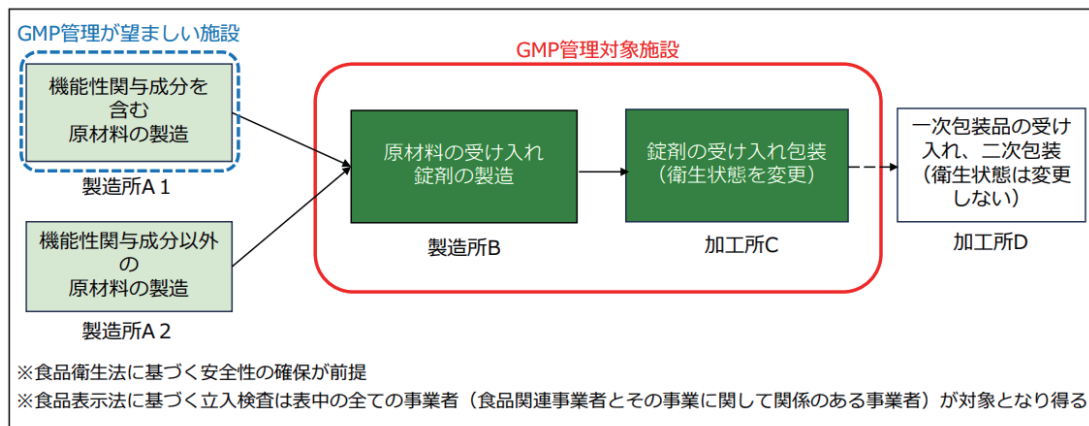 GMP管理が望ましい施設
GMP管理対象施設
機能性関与成分を
含む
原材料の製造
製造所A1
機能性関与成分以外
の
原材料の製造
製造所A2
原材料の受け入れ
錠剤の製造
製造所B
錠剤の受け入れ包装
（衛生状態を変更）
加工所C
一次包装品の受け
入れ、二次包装
（衛生状態は変更
しない）
加工所D
※食品衛生法に基づく安全性の確保が前提
※食品表示法に基づく立入検査は表中の全ての事業者（食品関連事業者とその事業に関して関係のある事業者）が対象となり得る